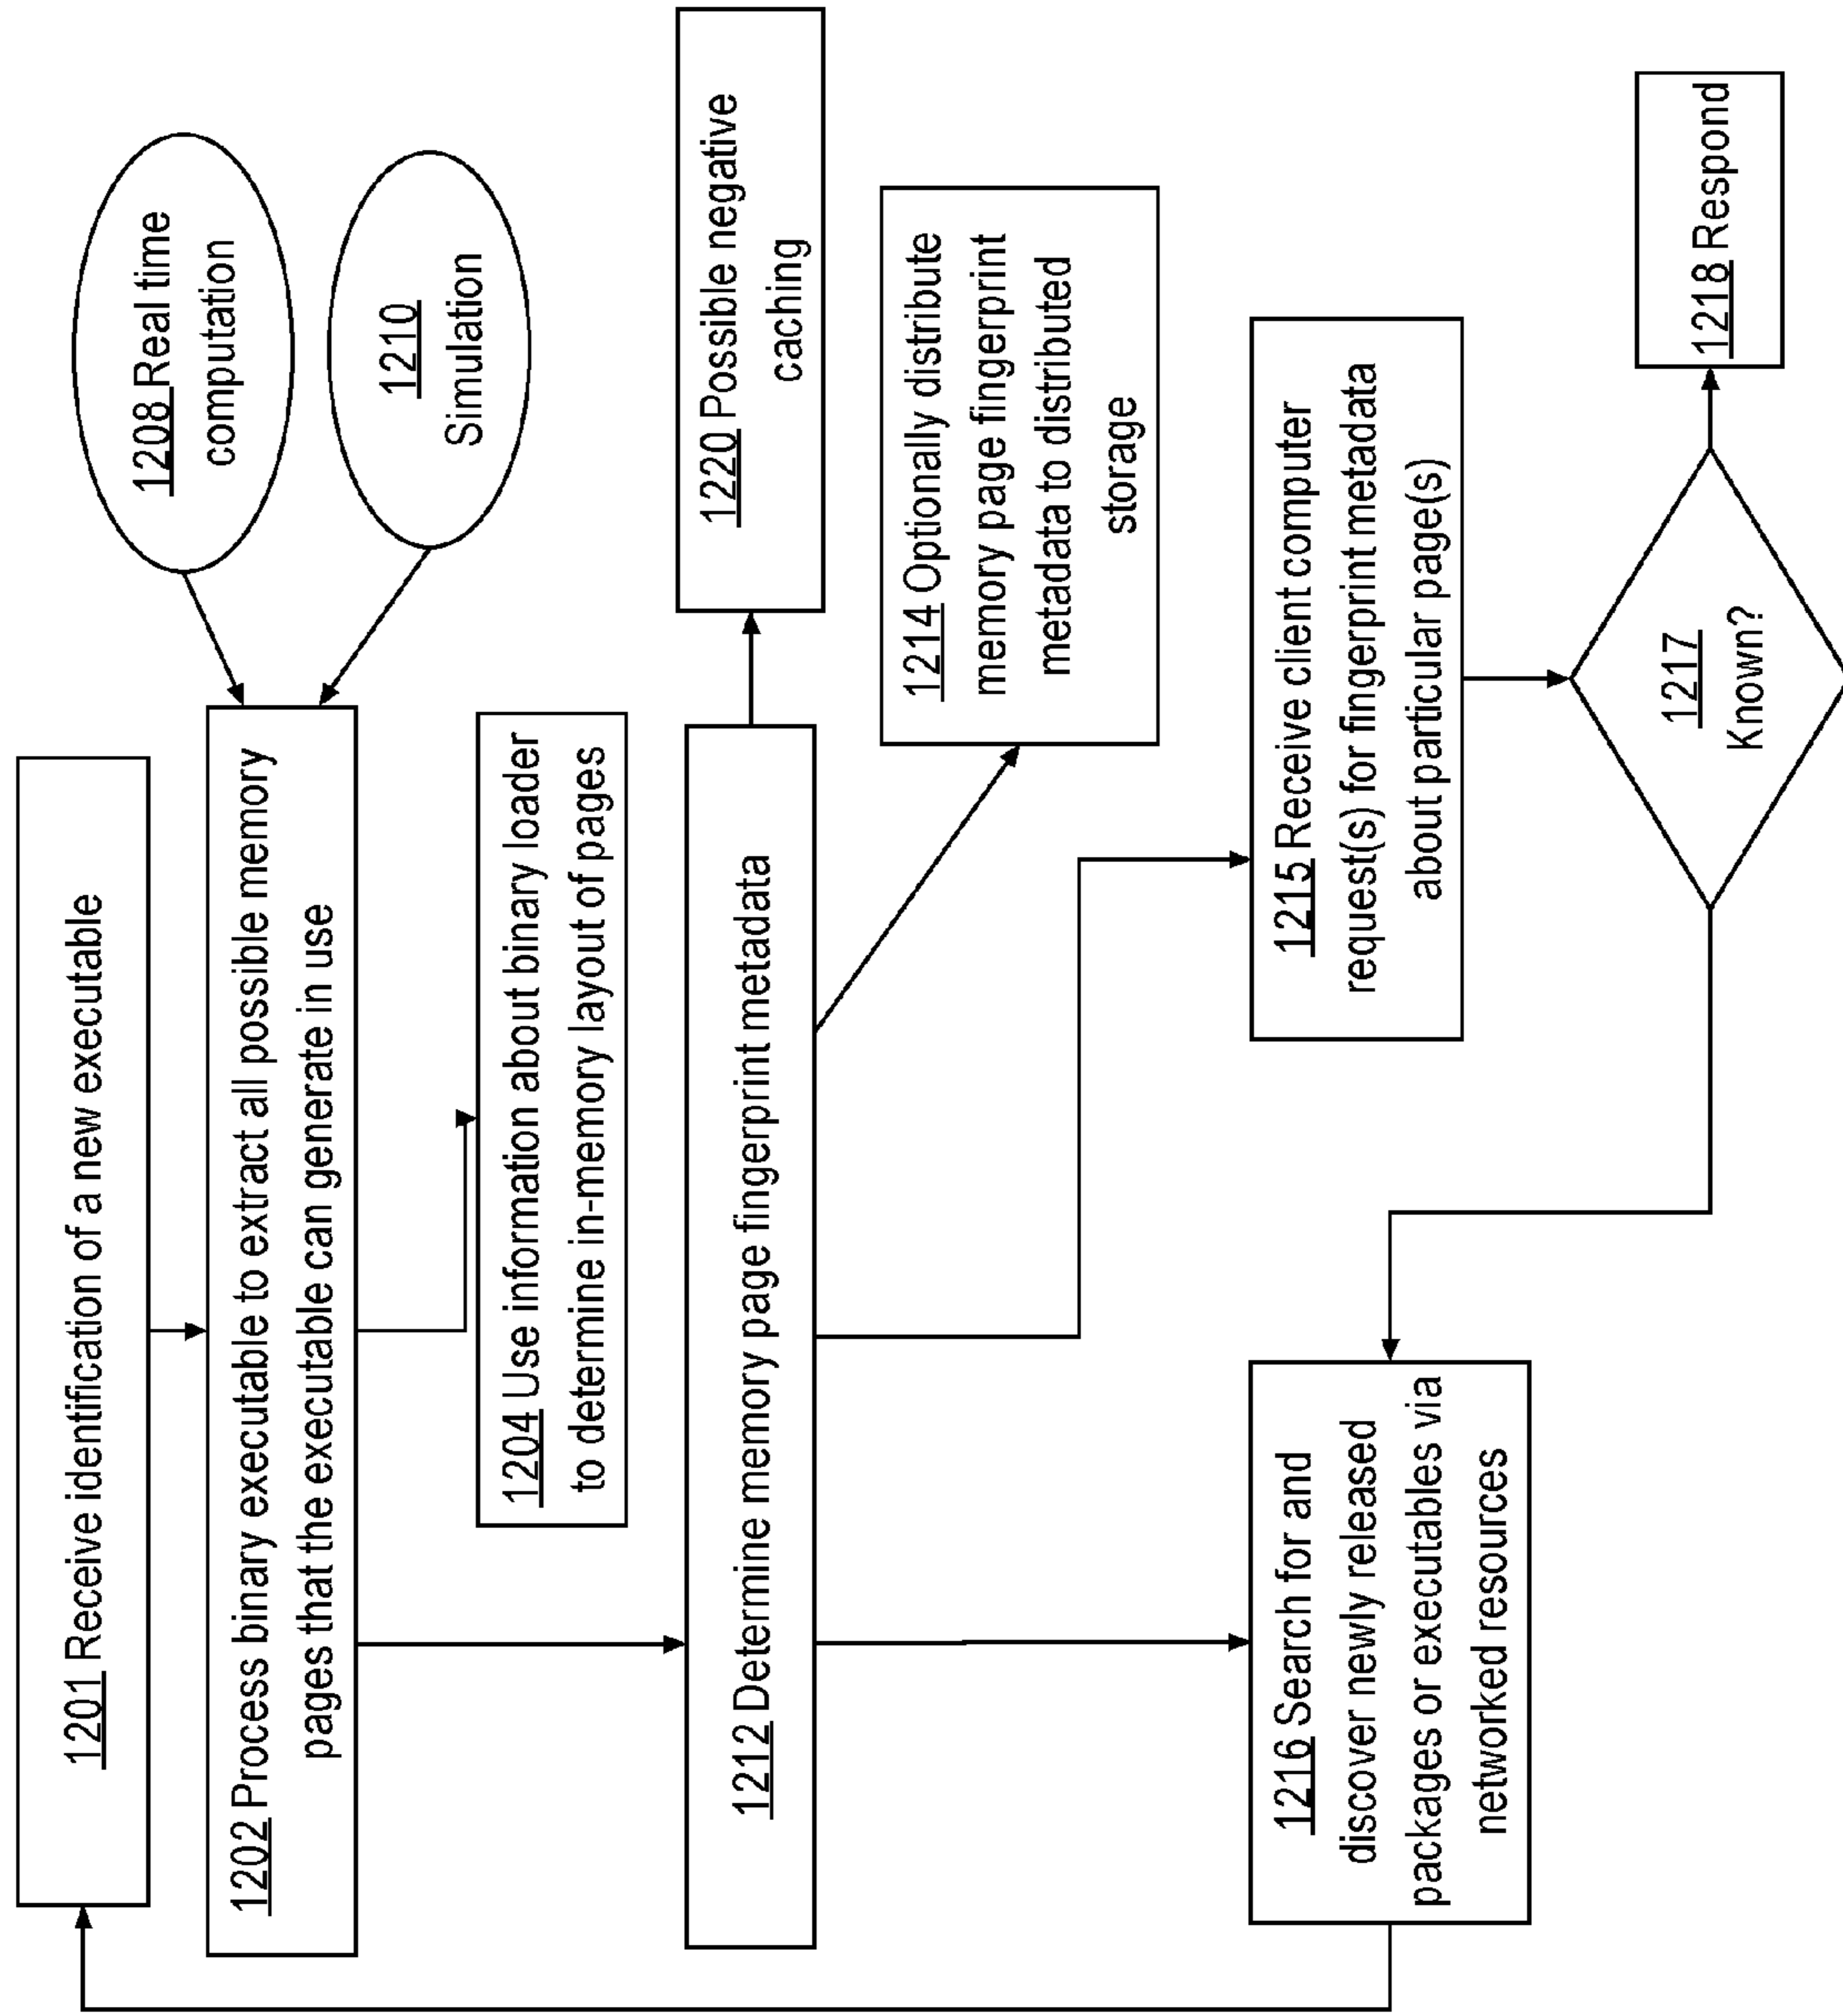 1201 Receive identification of a new executable
1208 Real time
computation
1202 Process binary executable to extract all possible memory
pages that the executable can generate in use
1210
Simulation
1204 Use information about binary loader
to determine in-memory layout of pages
1220 Possible negative
caching
1212 Determine memory page fingerprint metadata
1214 Optionally distribute
memory page fingerprint
metadata to distributed
storage
1216 Search for and
discover newly released
packages or executables via
networked resources
1215 Receive client computer
request(s) for fingerprint metadata
about particular page(s)
1217
Known?
1218 Respond